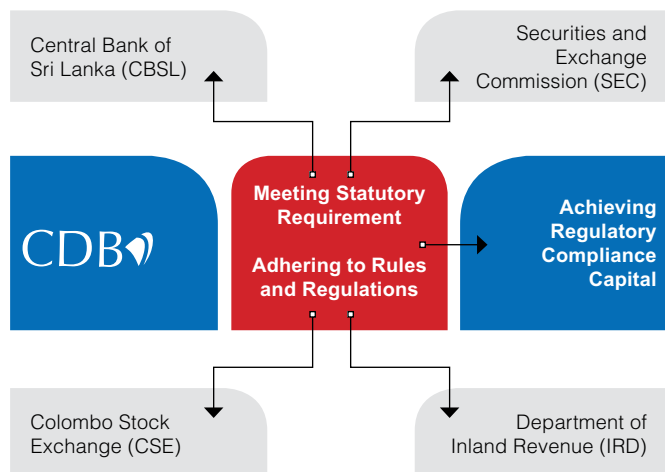 Central Bank of
Sri Lanka (CBSL)
Securities and
Exchange
Commission (SEC)
CDB
Meeting Statutory
Requirement
Adhering to Rules
and Regulations
Achieving
Regulatory
Compliance
Capital
Colombo Stock
Exchange (CSE)
Department of
Inland Revenue (IRD)